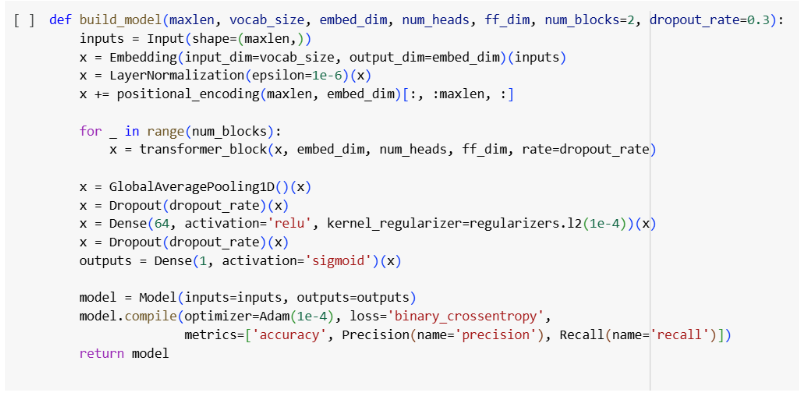 [ ] def build_model(maxlen, vocab_size, embed_dim, num_heads, ff_dim, num_blocks=2, dropout_rate=0.3):
    inputs = Input(shape=(maxlen,))
    x = Embedding(input_dim=vocab_size, output_dim=embed_dim)(inputs)
    x = LayerNormalization(epsilon=1e-6)(x)
    x += positional_encoding(maxlen, embed_dim)[:, :maxlen, :]

    for _ in range(num_blocks):
        x = transformer_block(x, embed_dim, num_heads, ff_dim, rate=dropout_rate)

    x = GlobalAveragePooling1D()(x)
    x = Dropout(dropout_rate)(x)
    x = Dense(64, activation='relu', kernel_regularizer=regularizers.l2(1e-4))(x)
    x = Dropout(dropout_rate)(x)
    outputs = Dense(1, activation='sigmoid')(x)

    model = Model(inputs=inputs, outputs=outputs)
    model.compile(optimizer=Adam(1e-4), loss='binary_crossentropy',
                  metrics=['accuracy', Precision(name='precision'), Recall(name='recall')])
    return model